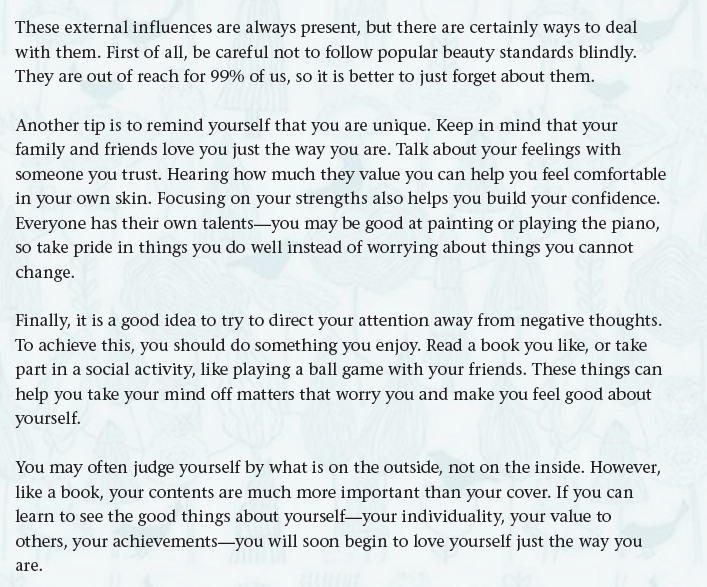 These external influences are always present, but there are certainly ways to deal
with them. First of all, be careful not to follow popular beauty standards blindly.
They are out of reach for 99% of us, so it is better to just forget about them.
Another tip is to remind yourself that you are unique. Keep in mind that your
family and friends love you just the way you are. Talk about your feelings with
someone you trust. Hearing how much they value you can help you feel comfortable
in your own skin. Focusing on your strengths also helps you build your confidence.
Everyone has their own talents—you may be good at painting or playing the piano,
so take pride in things you do well instead of worrying about things you cannot
change.
Finally, it is a good idea to try to direct your attention away from negative thoughts.
To achieve this, you should do something you enjoy. Read a book you like, or take
part in a social activity, like playing a ball game with your friends. These things can
help you take your mind off matters that worry you and make you feel good about
yourself.
You may often judge yourself by what is on the outside, not on the inside. However,
like a book, your contents are much more important than your cover. If you can
learn to see the good things about yourself—your individuality, your value to
others, your achievements—you will soon begin to love yourself just the way you
are.